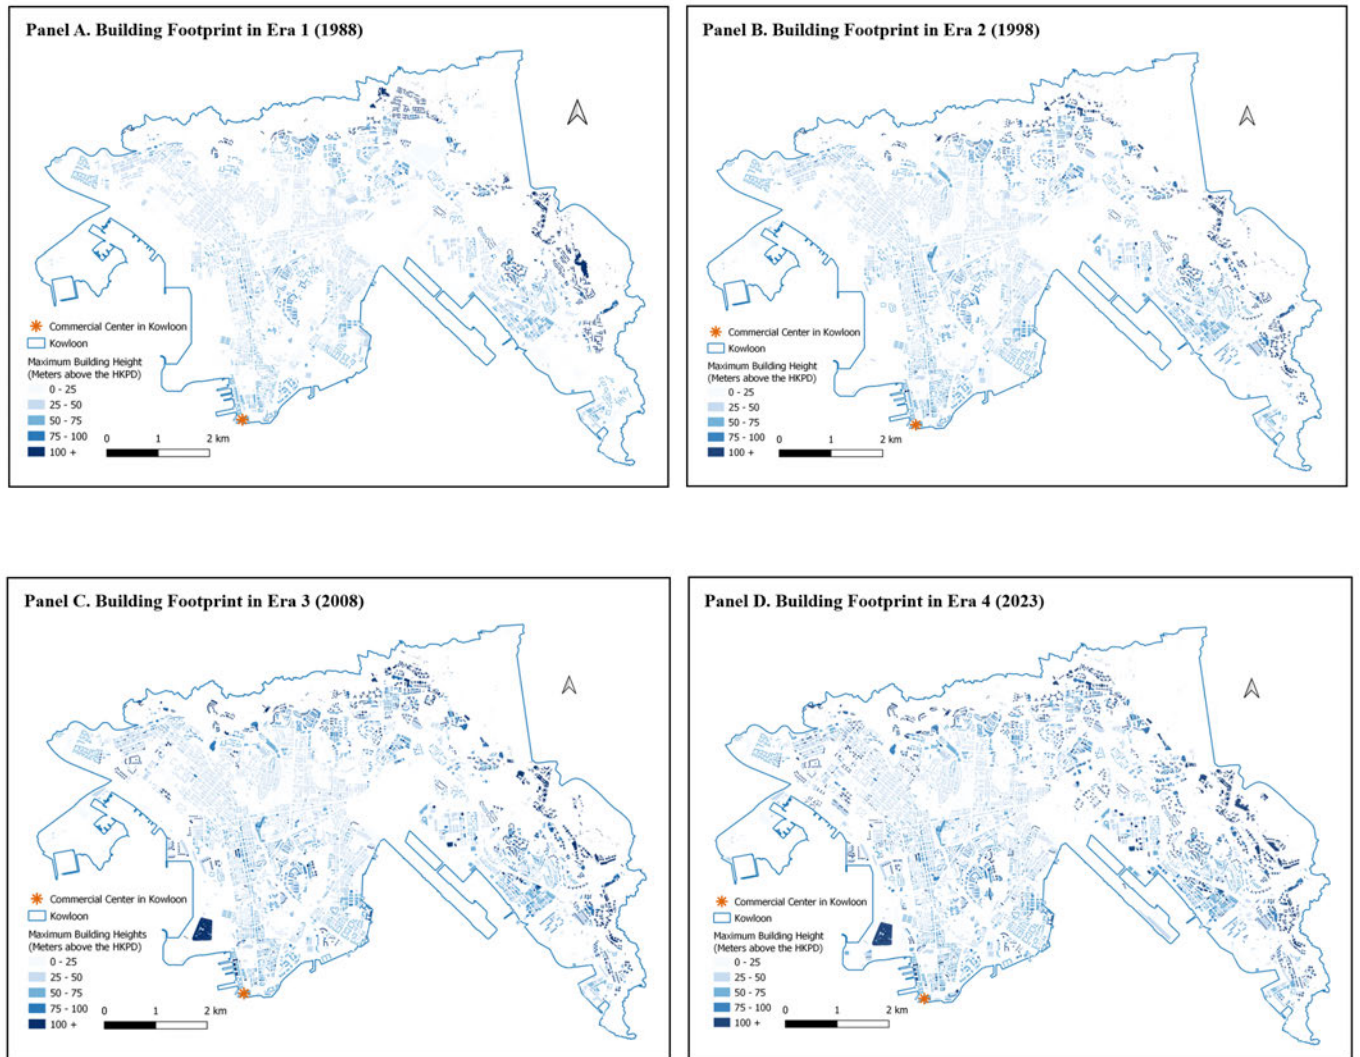 Panel A. Building Footprint in Era 1 (1988)
Commercial Center in Kowloon
Kowloon
Maximum Building Height
(Meters above the HKPD)
0 - 25
25 - 50
50 - 75
75 - 100
100 +
0 1 2 km
Panel B. Building Footprint in Era 2 (1998)
Commercial Center in Kowloon
Kowloon
Maximum Building Height
(Meters above the HKPD)
0 - 25
25 - 50
50 - 75
75 - 100
100 +
0 1 2 km
Panel C. Building Footprint in Era 3 (2008)
Commercial Center in Kowloon
Kowloon
Maximum Building Heights
(Meters above the HKPD)
0 - 25
25 - 50
50 - 75
75 - 100
100 +
0 1 2 km
Panel D. Building Footprint in Era 4 (2023)
Commercial Center in Kowloon
Kowloon
Maximum Building Height
(Meters above the HKPD)
0 - 25
25 - 50
50 - 75
75 - 100
100 +
0 1 2 km